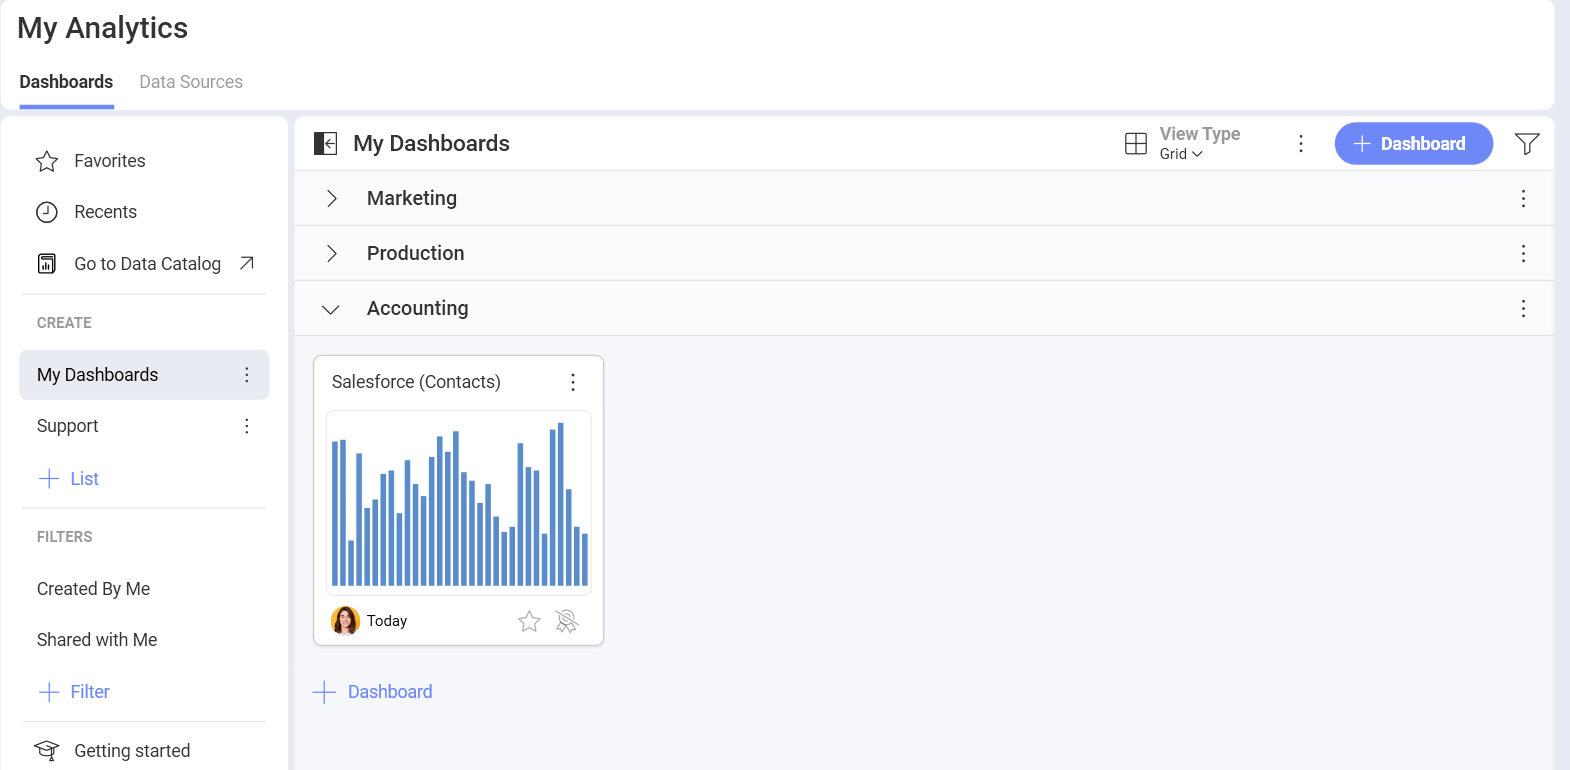 My Analytics
Dashboards
Data Sources
Favorites
Recents
Go to Data Catalog
CREATE
My Dashboards
Support
List
FILTERS
Created By Me
Shared with Me
Filter
Getting started
My Dashboards
View Type
Grid
Dashboard
Marketing
Production
Accounting
Salesforce (Contacts)
Today
Dashboard